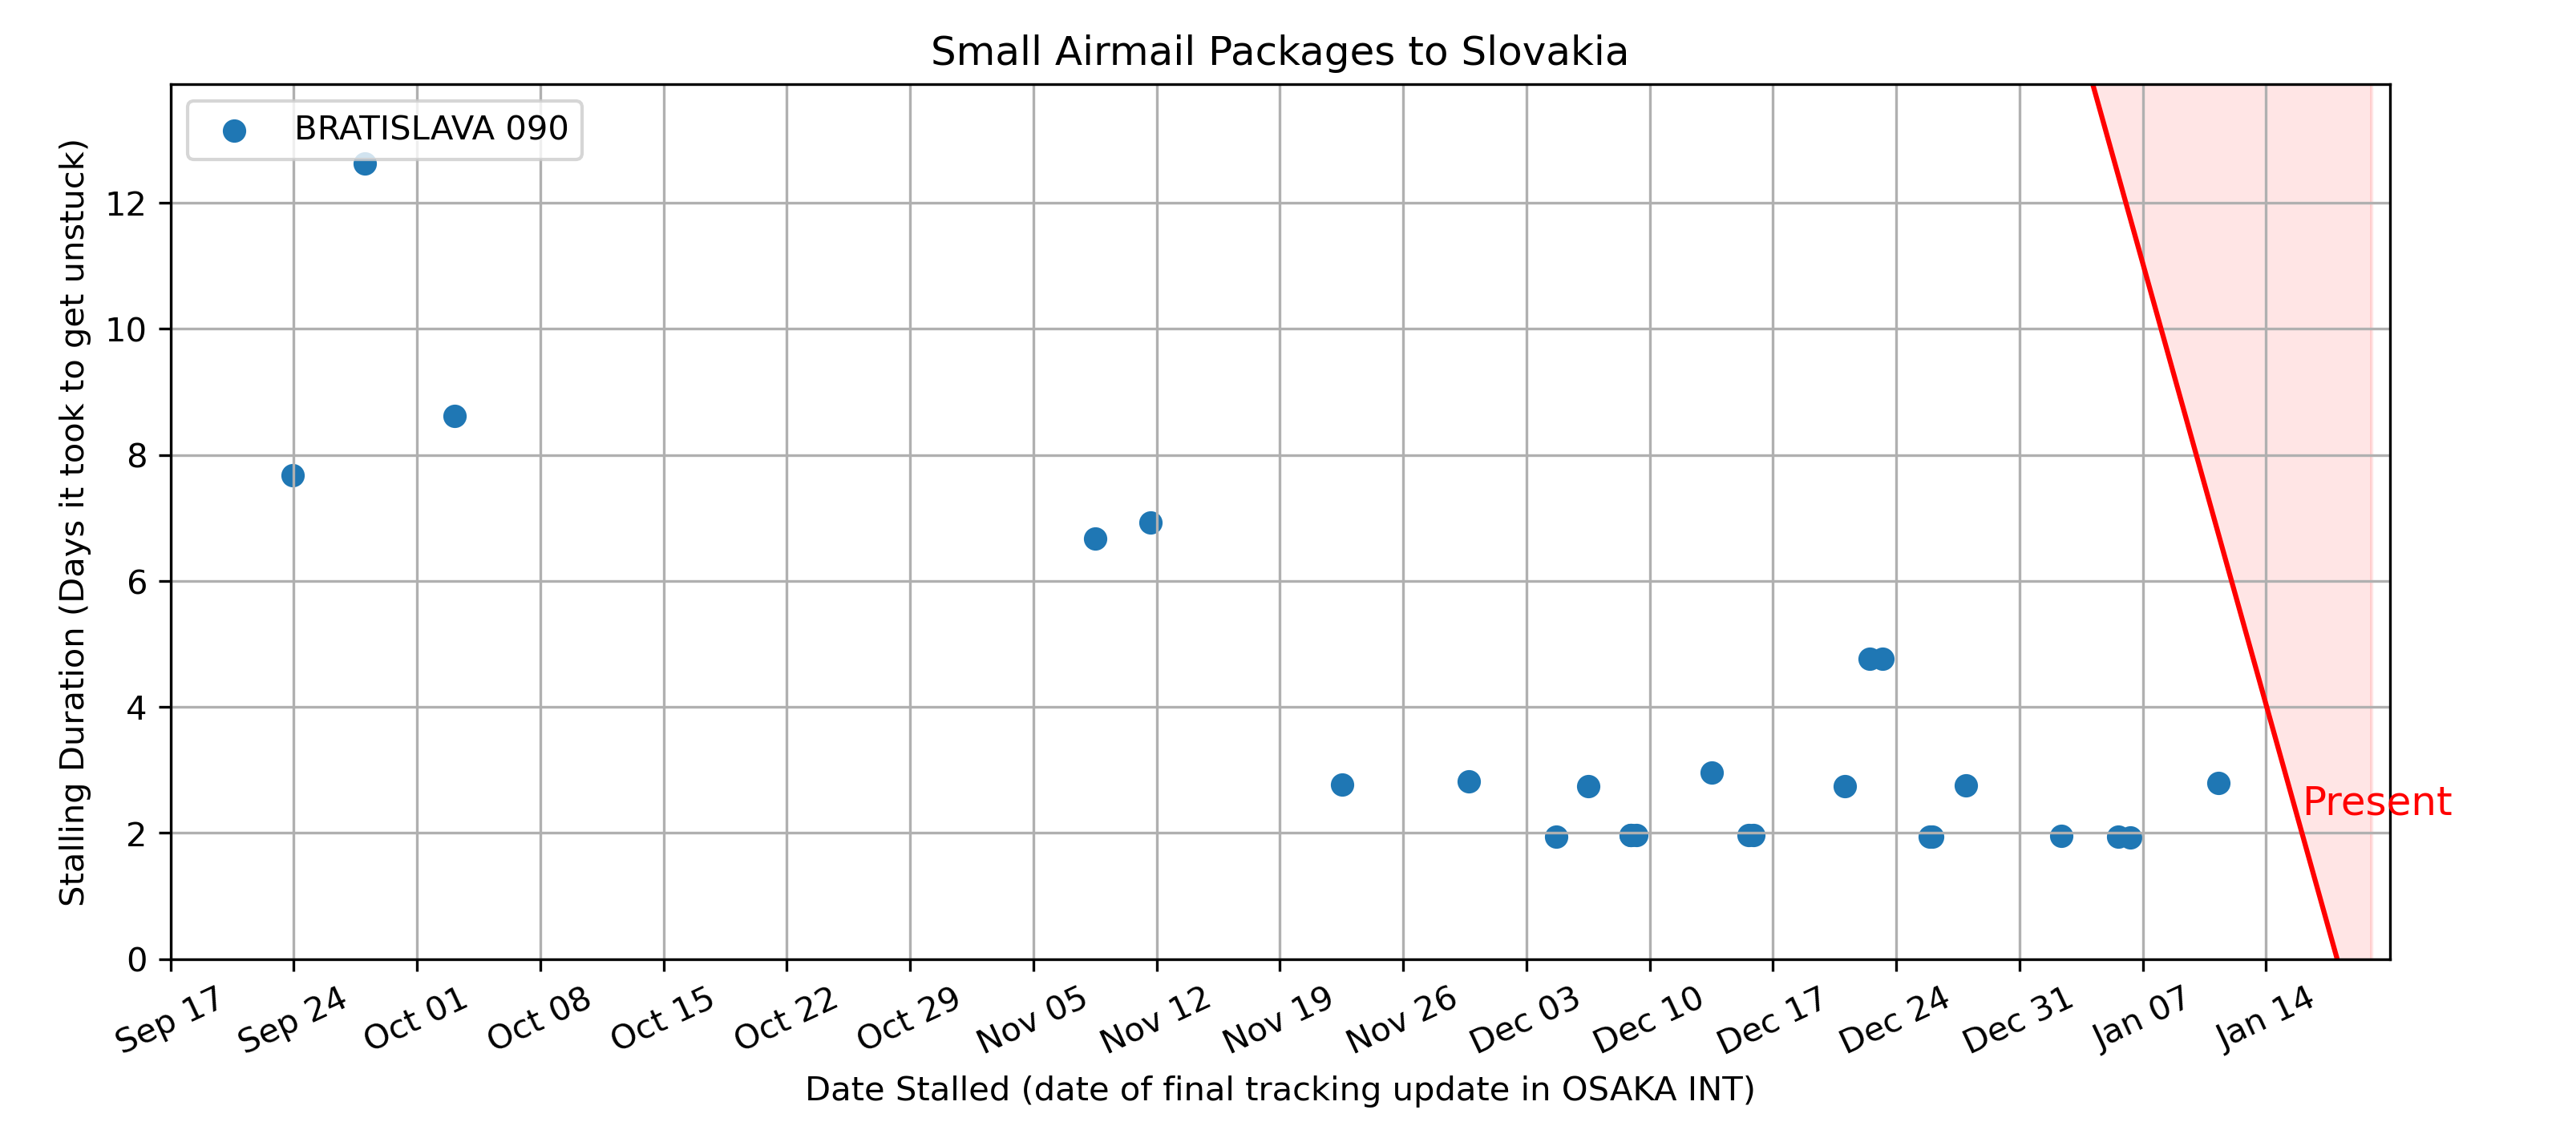 Small Airmail Packages to Slovakia
BRATISLAVA 090
Stalling Duration (Days it took to get unstuck)
12
10
8
6
4
2
0
Present
Sep 17
Sep 24
Oct 01
Oct 08
Oct 15
Oct 22
Oct 29
Nov 05
Nov 12
Nov 19
Nov 26
Dec 03
Dec 10
Dec 17
Dec 24
Dec 31
Jan 07
Jan 14
Date Stalled (date of final tracking update in OSAKA INT)